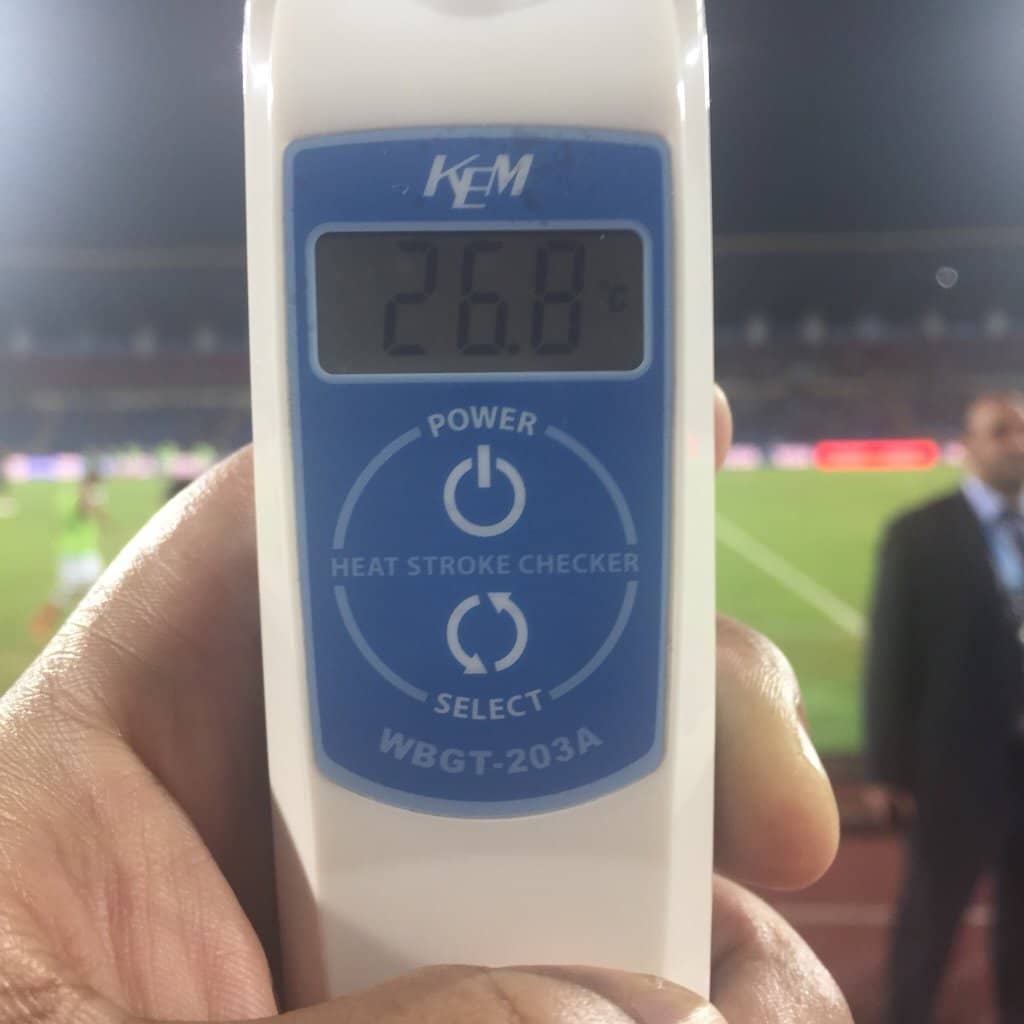 KEM
26.8 °C
POWER
HEAT STROKE CHECKER
SELECT
WBGT-203A